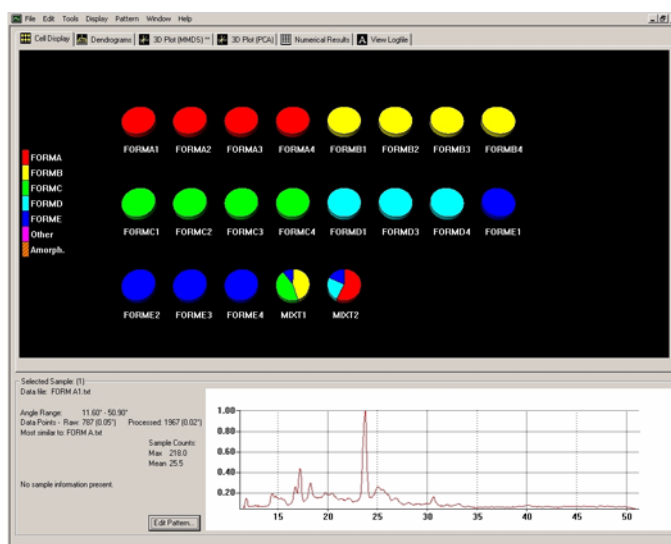 File Edit Tools Display Pattern Window Help
Cell Display Dendrograms 3D Plot (MMDS) ** 3D Plot (PCA) Numerical Results View Logfile
FORMA1 FORMA2 FORMA3 FORMA4 FORMB1 FORMB2 FORMB3 FORMB4
FORMA
FORMB
FORMC
FORMD
FORME
Other
Amorph.
FORMC1 FORMC2 FORMC3 FORMC4 FORMD1 FORMD3 FORMD4 FORME1
FORME2 FORME3 FORME4 MIXT1 MIXT2
Selected Sample: (1)
Data file: FORM A1.txt
Angle Range: 11.60° - 50.90°
Data Points - Raw: 787 (0.05°) Processed: 1967 (0.02°)
Most similar to: FORM A.txt
Sample Counts:
Max 218.0
Mean 25.5
No sample information present.
Edit Pattern...
1.00
0.80
0.60
0.40
0.20
15 20 25 30 35 40 45 50